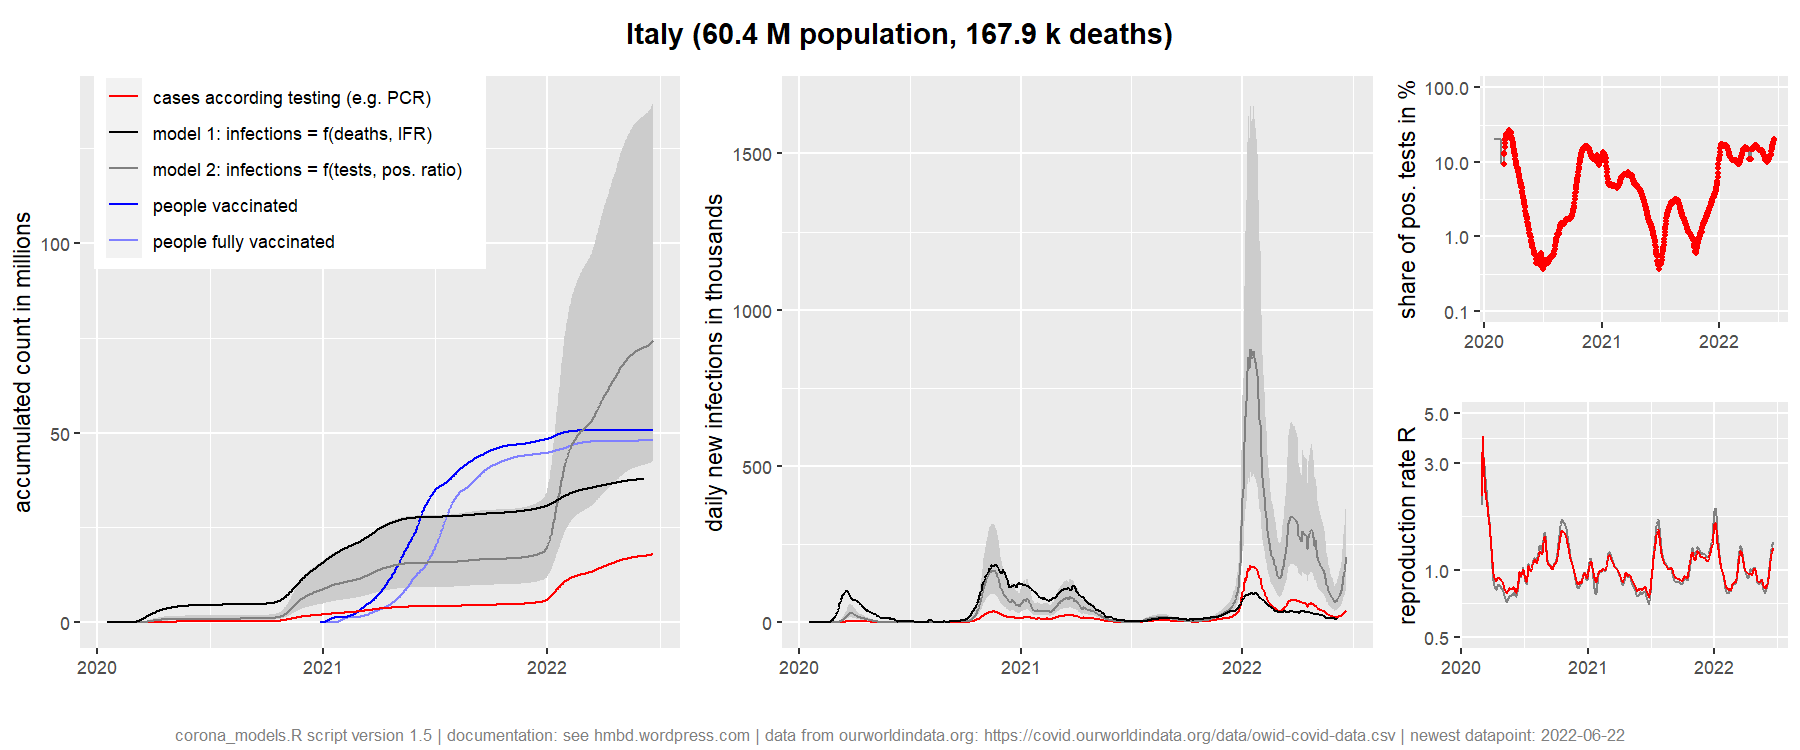 Italy (60.4 M population, 167.9 k deaths)
accumulated count in millions
cases according testing (e.g. PCR)
model 1: infections = f(deaths, IFR)
model 2: infections = f(tests, pos. ratio)
people vaccinated
people fully vaccinated
100
50
0
2020 2021 2022
daily new infections in thousands
1500
1000
500
0
2020 2021 2022
share of pos. tests in %
100.0
10.0
1.0
0.1
2020 2021 2022
reproduction rate R
5.0
3.0
1.0
0.5
2020 2021 2022
corona_models.R script version 1.5 | documentation: see hmbd.wordpress.com | data from ourworldindata.org: https://covid.ourworldindata.org/data/owid-covid-data.csv | newest datapoint: 2022-06-22